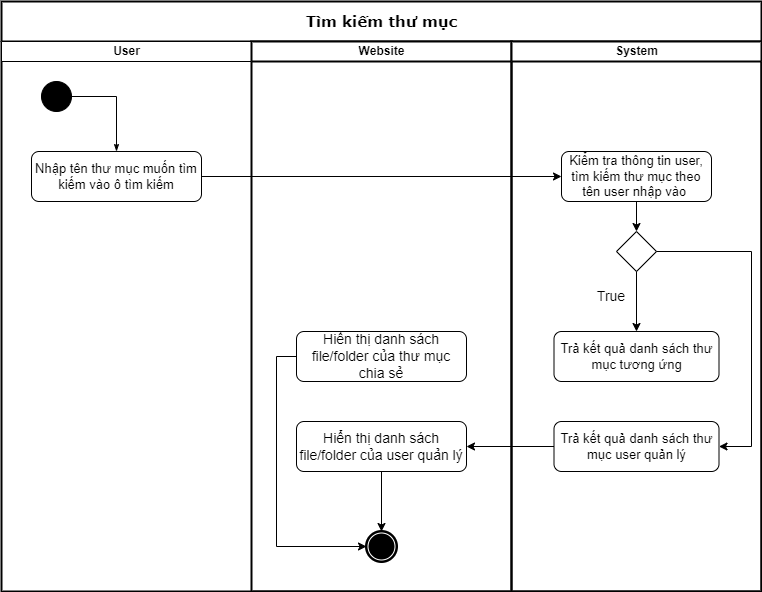 Tìm kiếm thư mục
User
Website
System
Nhập tên thư mục muốn tìm
kiếm vào ô tìm kiếm
Kiểm tra thông tin user,
tìm kiếm thư mục theo
tên user nhập vào
True
Hiển thị danh sách
file/folder của thư mục
chia sẻ
Trả kết quả danh sách thư
mục tương ứng
Hiển thị danh sách
file/folder của user quản lý
Trả kết quả danh sách thư
mục user quản lý